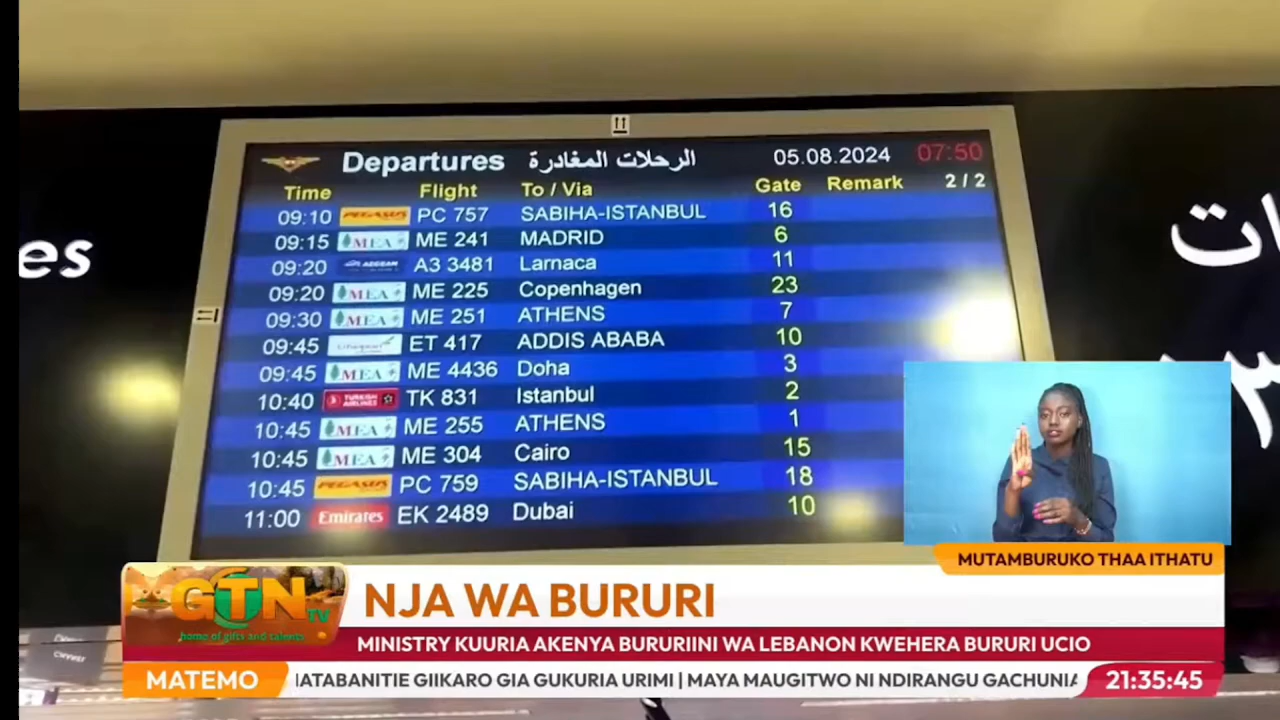 Departures الرحلات المغادرة 05.08.2024 07:50
Time Flight To / Via Gate Remark 2 / 2
09:10 PEGASUS PC 757 SABIHA-ISTANBUL 16
09:15 MEA ME 241 MADRID 6
09:20 AEGEAN A3 3481 Larnaca 11
09:20 MEA ME 225 Copenhagen 23
09:30 MEA ME 251 ATHENS 7
09:45 Ethiopian ET 417 ADDIS ABABA 10
09:45 MEA ME 4436 Doha 3
10:40 TURKISH AIRLINES TK 831 Istanbul 2
10:45 MEA ME 255 ATHENS 1
10:45 MEA ME 304 Cairo 15
10:45 PEGASUS PC 759 SABIHA-ISTANBUL 18
11:00 Emirates EK 2489 Dubai 10
es
ات
MUTAMBURUKO THAA ITHATU
GTN TV
home of gifts and talents
NJA WA BURURI
MINISTRY KUURIA AKENYA BURURIINI WA LEBANON KWEHERA BURURI UCIO
MATEMO
IATABANITIE GIIKARO GIA GUKURIA URIMI | MAYA MAUGITWO NI NDIRANGU GACHUNIA
21:35:45